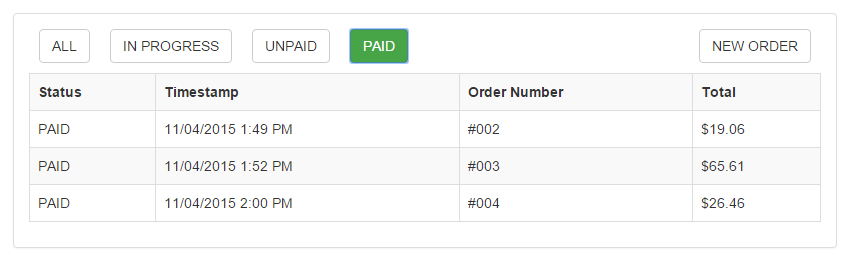 ALL IN PROGRESS UNPAID PAID NEW ORDER
Status Timestamp Order Number Total
PAID 11/04/2015 1:49 PM #002 $19.06
PAID 11/04/2015 1:52 PM #003 $65.61
PAID 11/04/2015 2:00 PM #004 $26.46